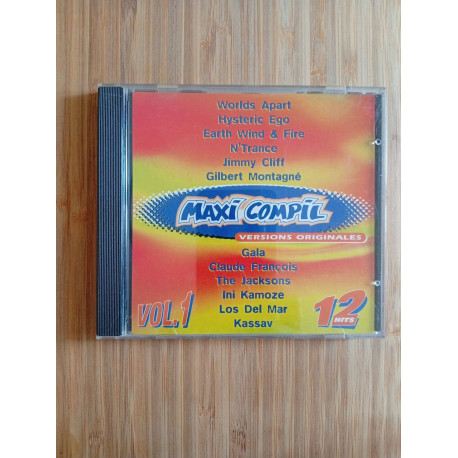 Worlds Apart
Hysteric Ego
Earth Wind & Fire
N'Trance
Jimmy Cliff
Gilbert Montagné
MAXI COMPIL
VERSIONS ORIGINALES
Gala
Claude François
The Jacksons
Ini Kamoze
Los Del Mar
Kassav
VOL.1
12
HITS